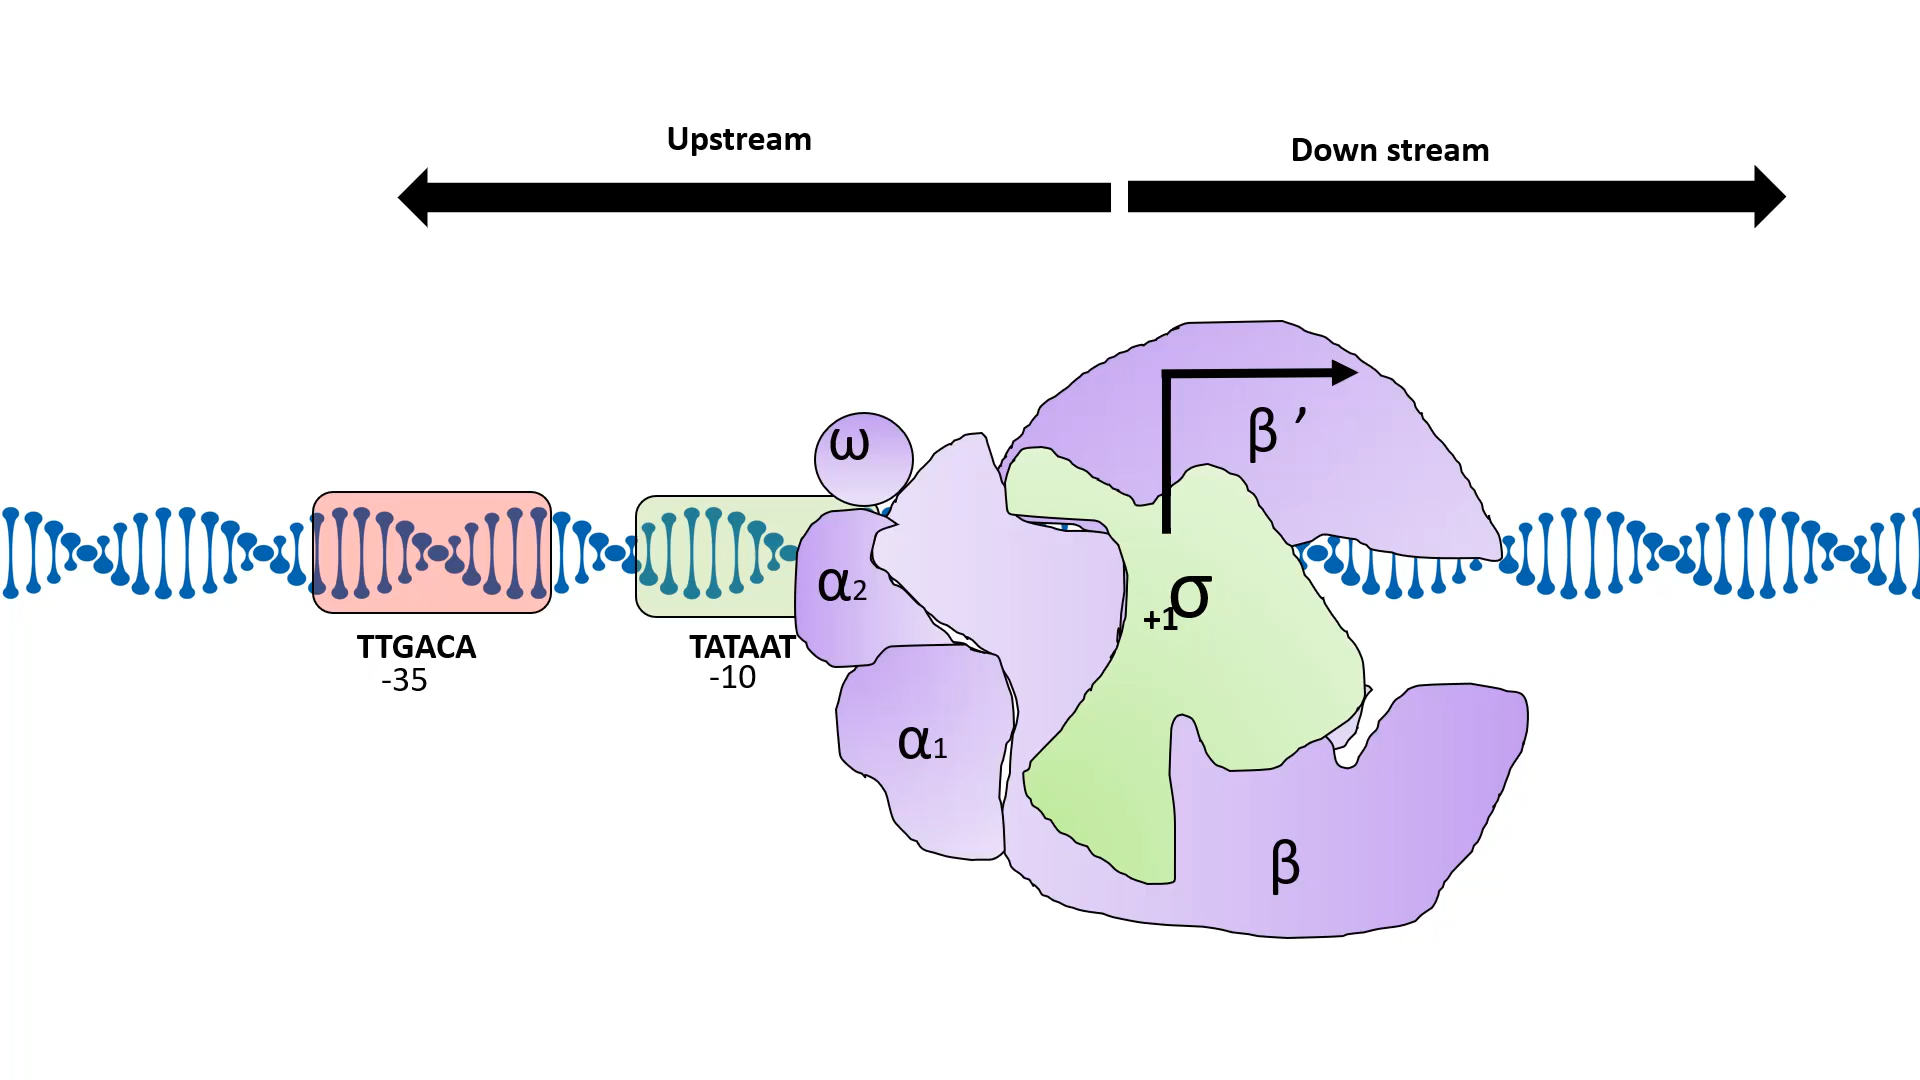 Upstream
Down stream
β ’
ω
α2
σ
+1
TTGACA
-35
TATAAT
-10
α1
β